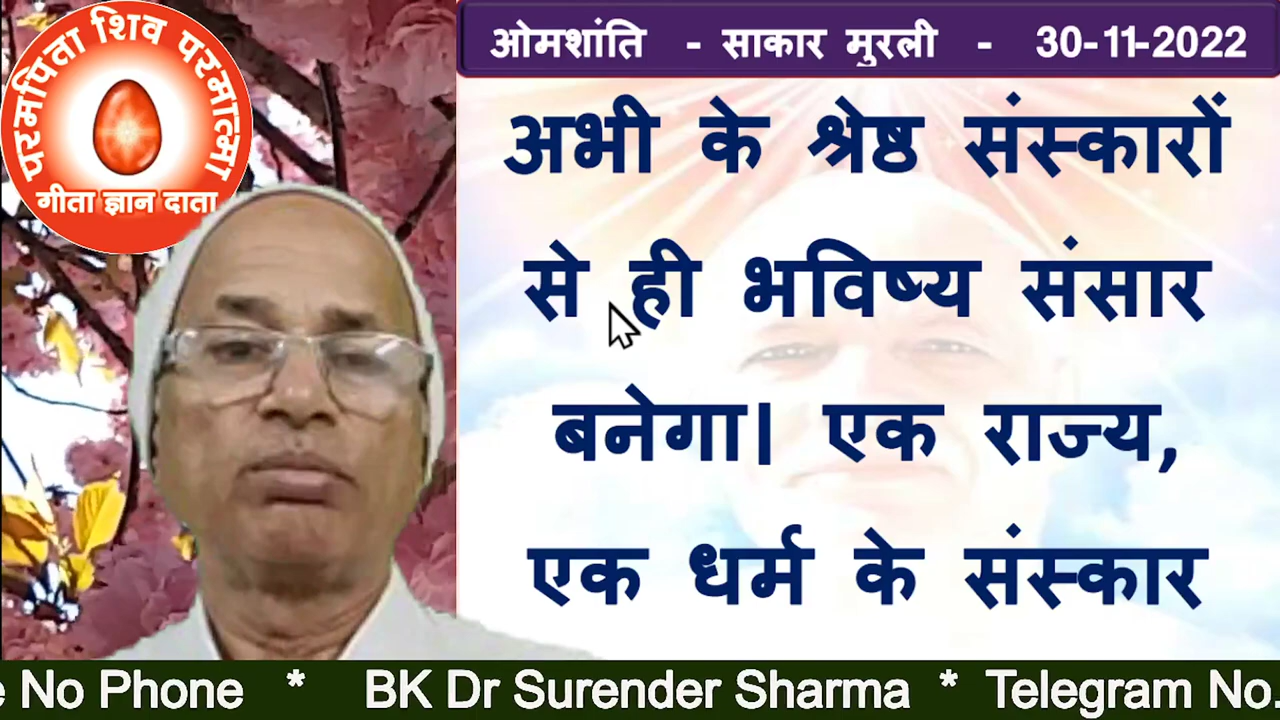 परमपिता शिव परमात्मा
गीता ज्ञान दाता
ओमशांति - साकार मुरली - 30-11-2022
अभी के श्रेष्ठ संस्कारों
से ही भविष्य संसार
बनेगा। एक राज्य,
एक धर्म के संस्कार
e No Phone * BK Dr Surender Sharma * Telegram No.